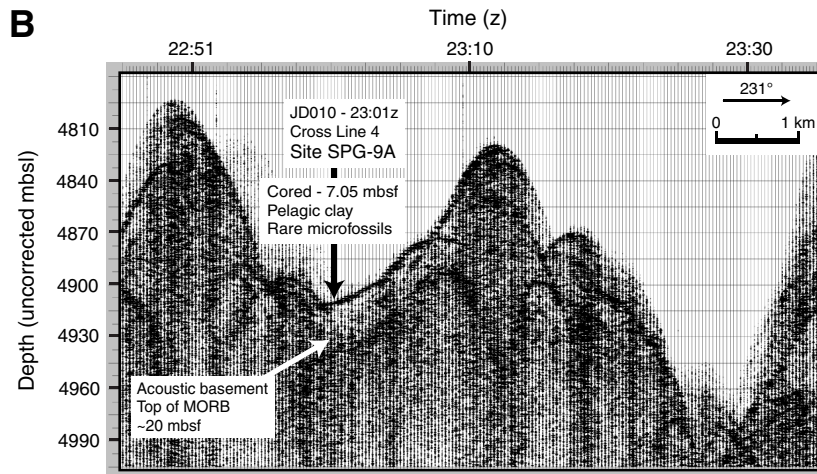 B
Time (z)
22:51 23:10 23:30
231°
0 1 km
JD010 - 23:01z
Cross Line 4
Site SPG-9A
Cored - 7.05 mbsf
Pelagic clay
Rare microfossils
Depth (uncorrected mbsl)
4810
4840
4870
4900
4930
4960
4990
Acoustic basement
Top of MORB
~20 mbsf